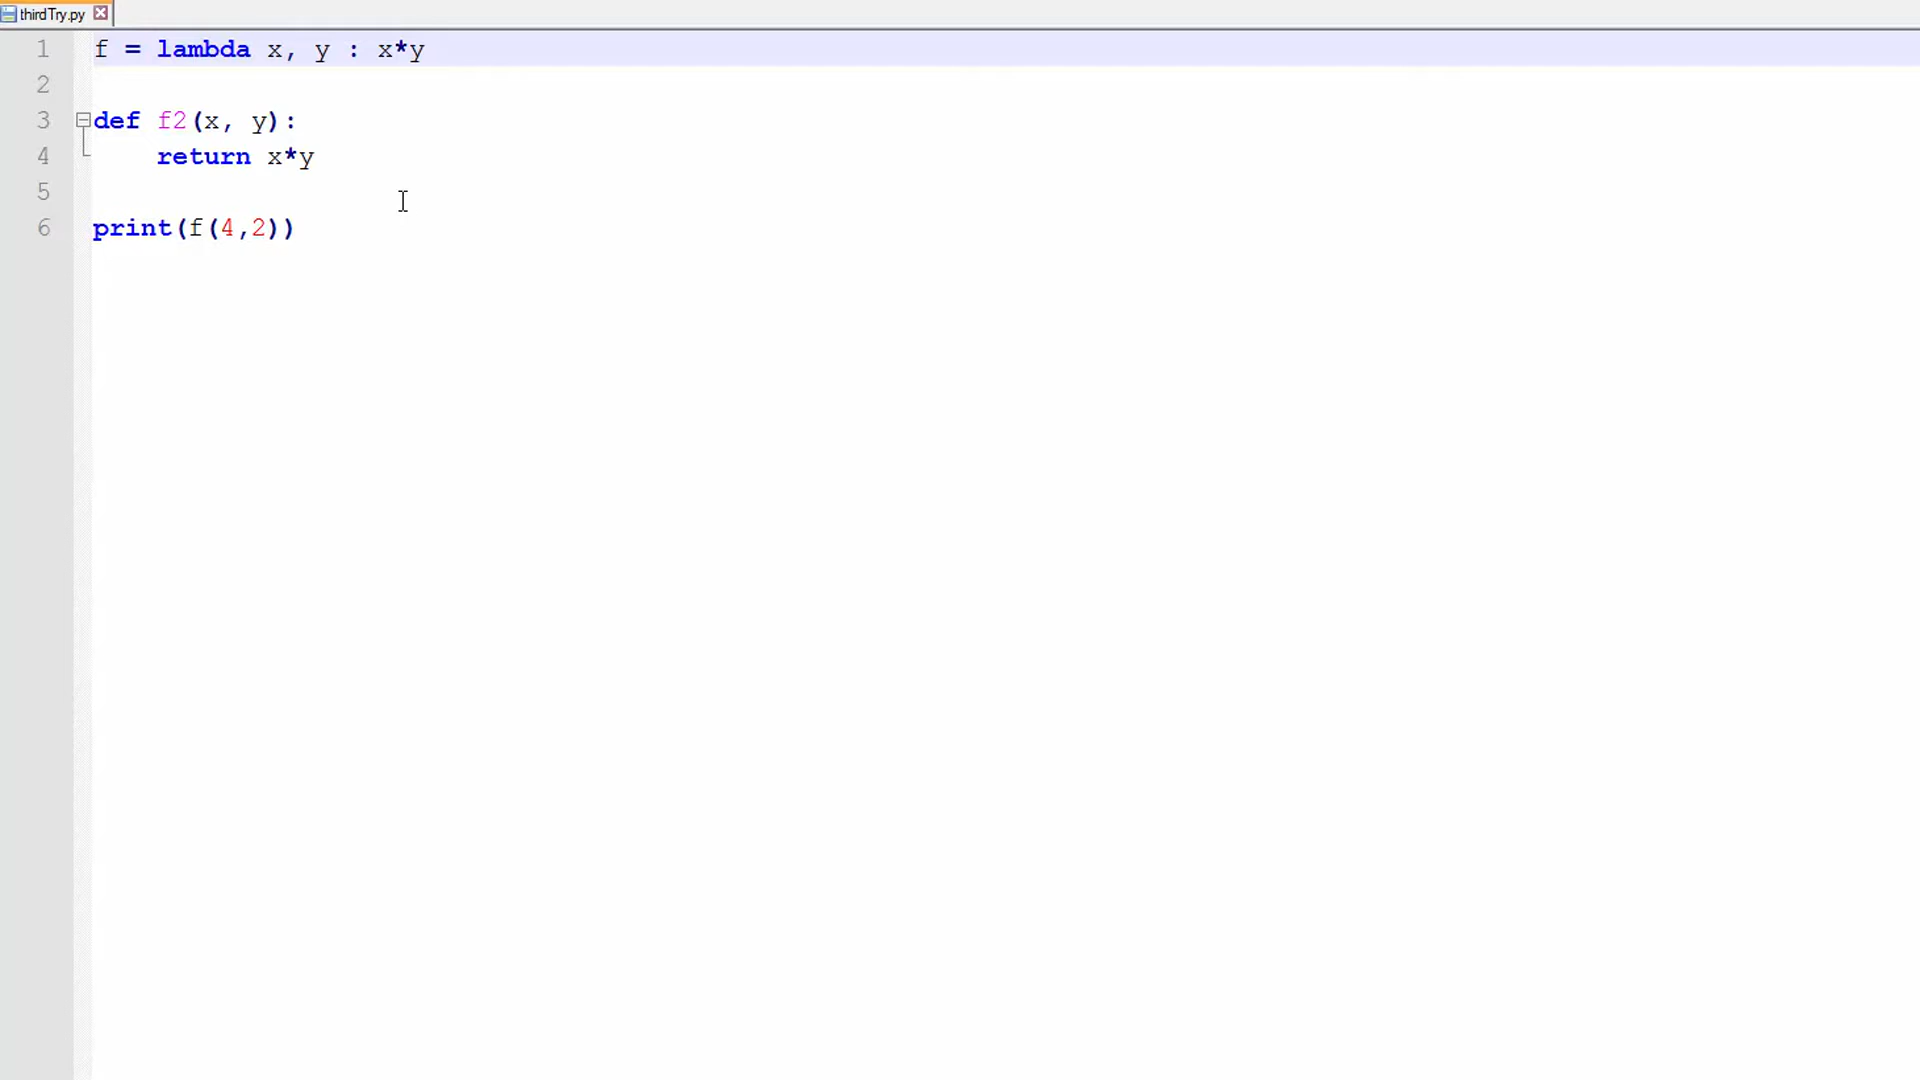 thirdTry.py
1 f = lambda x, y : x*y
2
3 def f2(x, y):
4     return x*y
5
6 print(f(4,2))